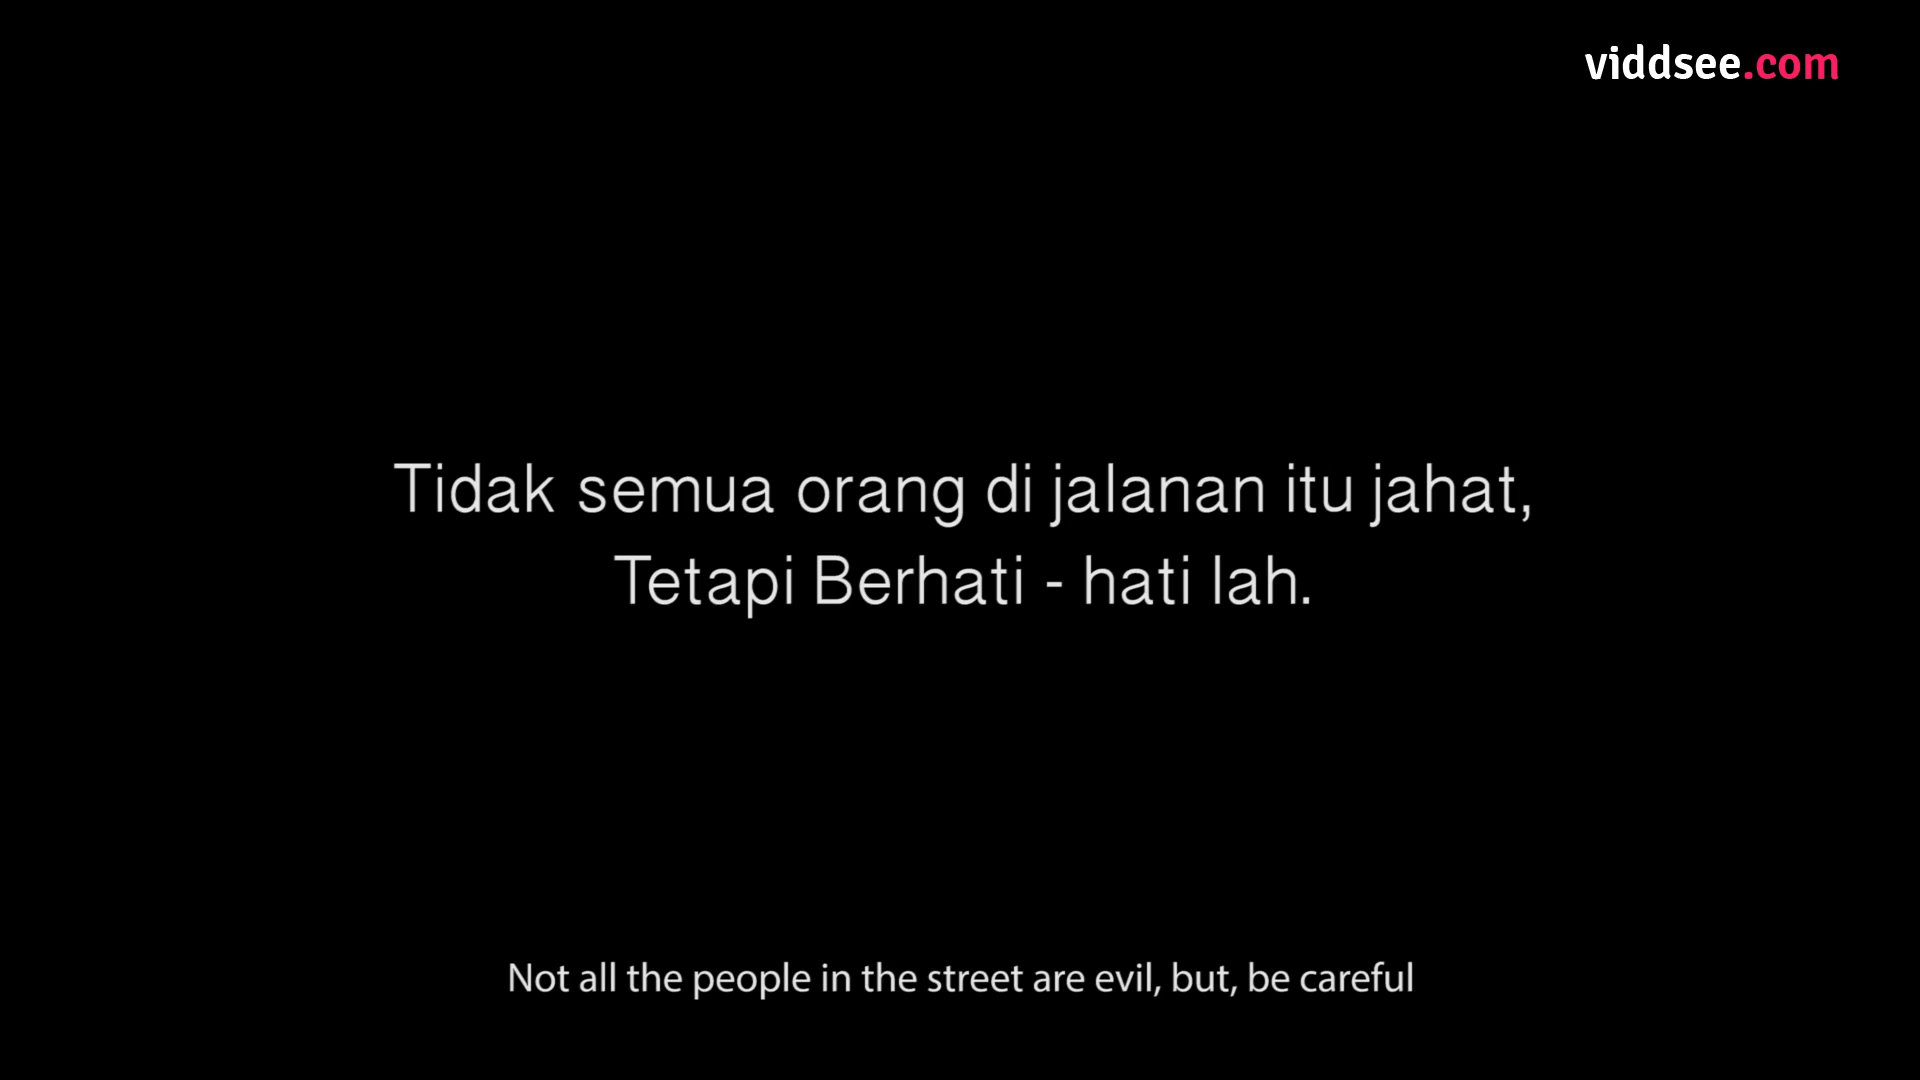 viddsee.com
Tidak semua orang di jalanan itu jahat,
Tetapi Berhati - hati lah.
Not all the people in the street are evil, but, be careful